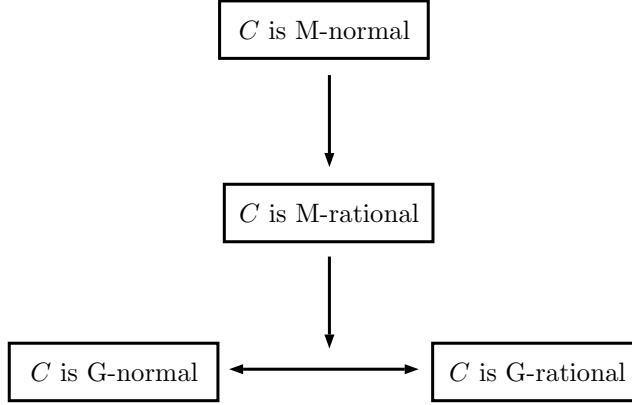 C is M-normal
C is M-rational
C is G-normal
C is G-rational